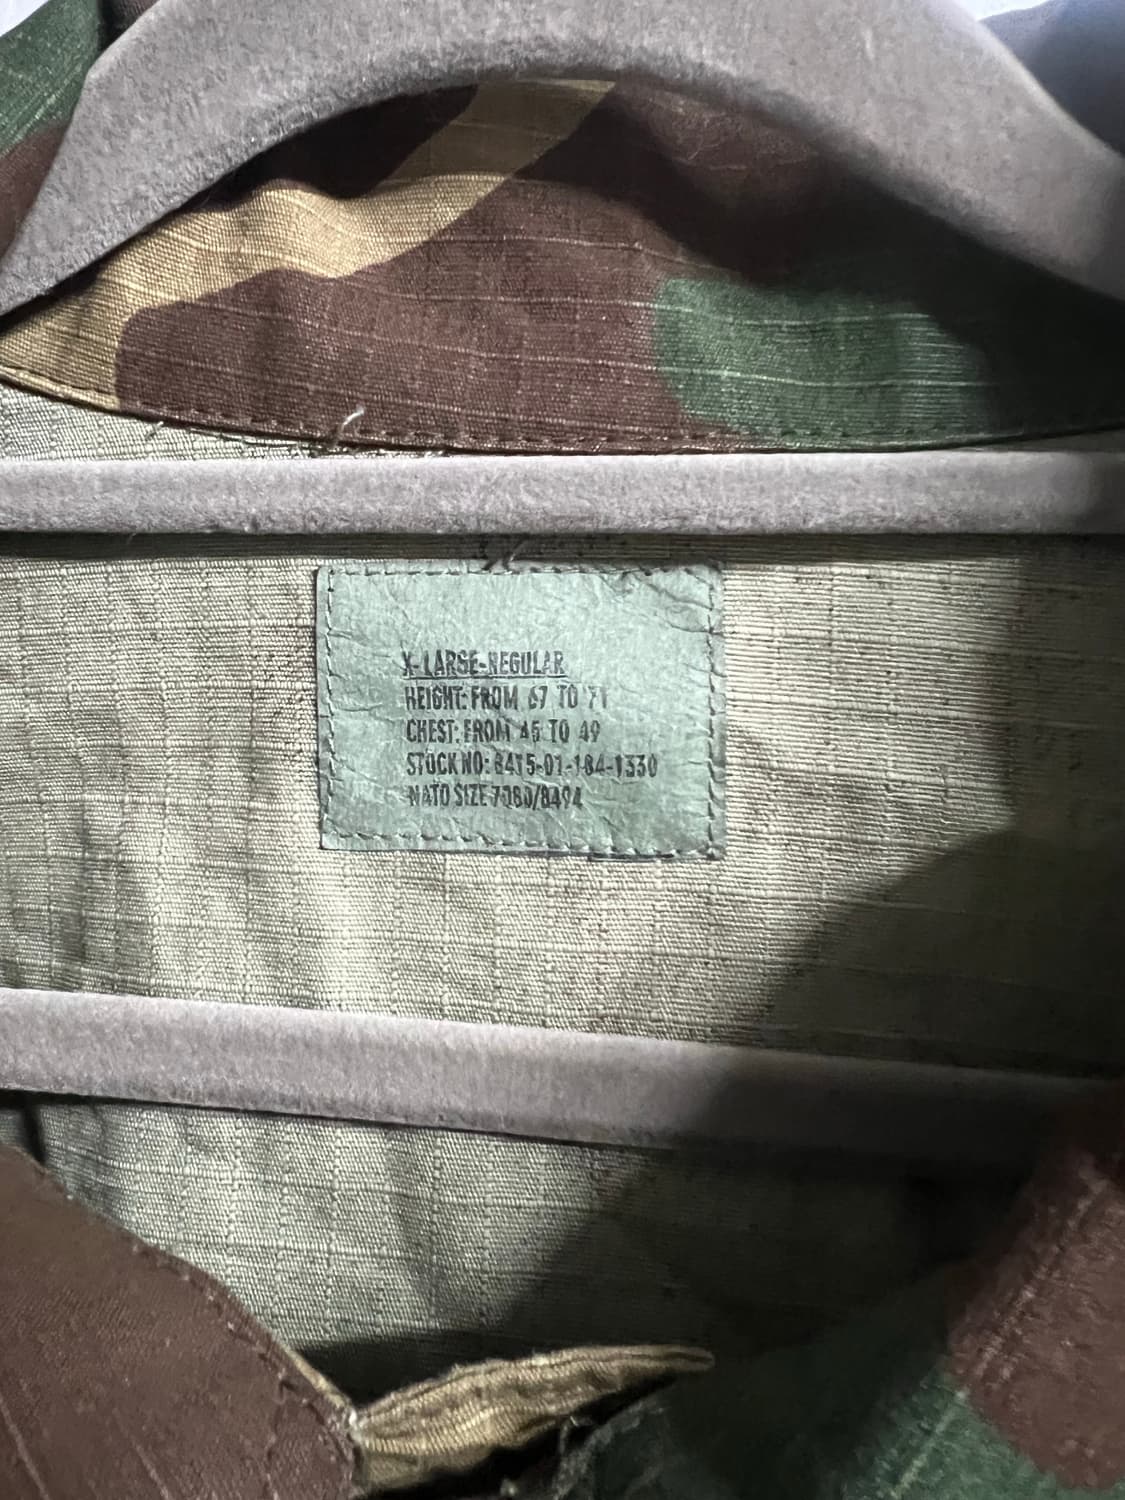 X-LARGE-REGULAR
HEIGHT: FROM 67 TO 71
CHEST: FROM 45 TO 49
STOCK NO: 8415-01-184-1330
NATO SIZE 7080/8494